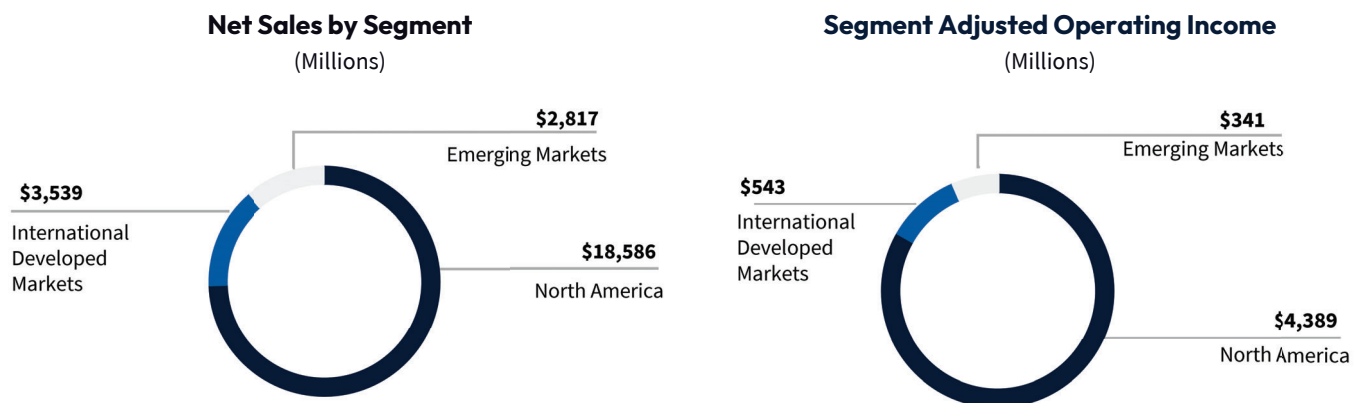 Net Sales by Segment
(Millions)
$2,817
Emerging Markets
$3,539
International
Developed
Markets
$18,586
North America
Segment Adjusted Operating Income
(Millions)
$341
Emerging Markets
$543
International
Developed
Markets
$4,389
North America